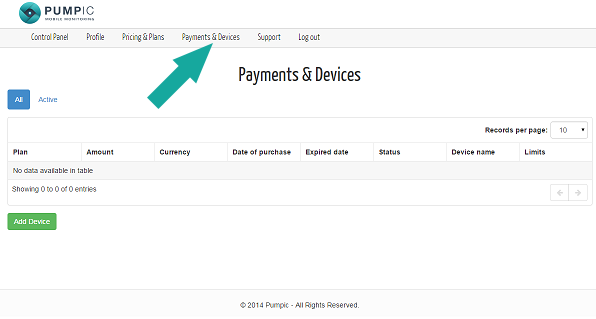 PUMPIC
MOBILE MONITORING
Control Panel Profile Pricing & Plans Payments & Devices Support Log out
Payments & Devices
All Active
Records per page: 10
Plan Amount Currency Date of purchase Expired date Status Device name Limits
No data available in table
Showing 0 to 0 of 0 entries
Add Device
© 2014 Pumpic - All Rights Reserved.